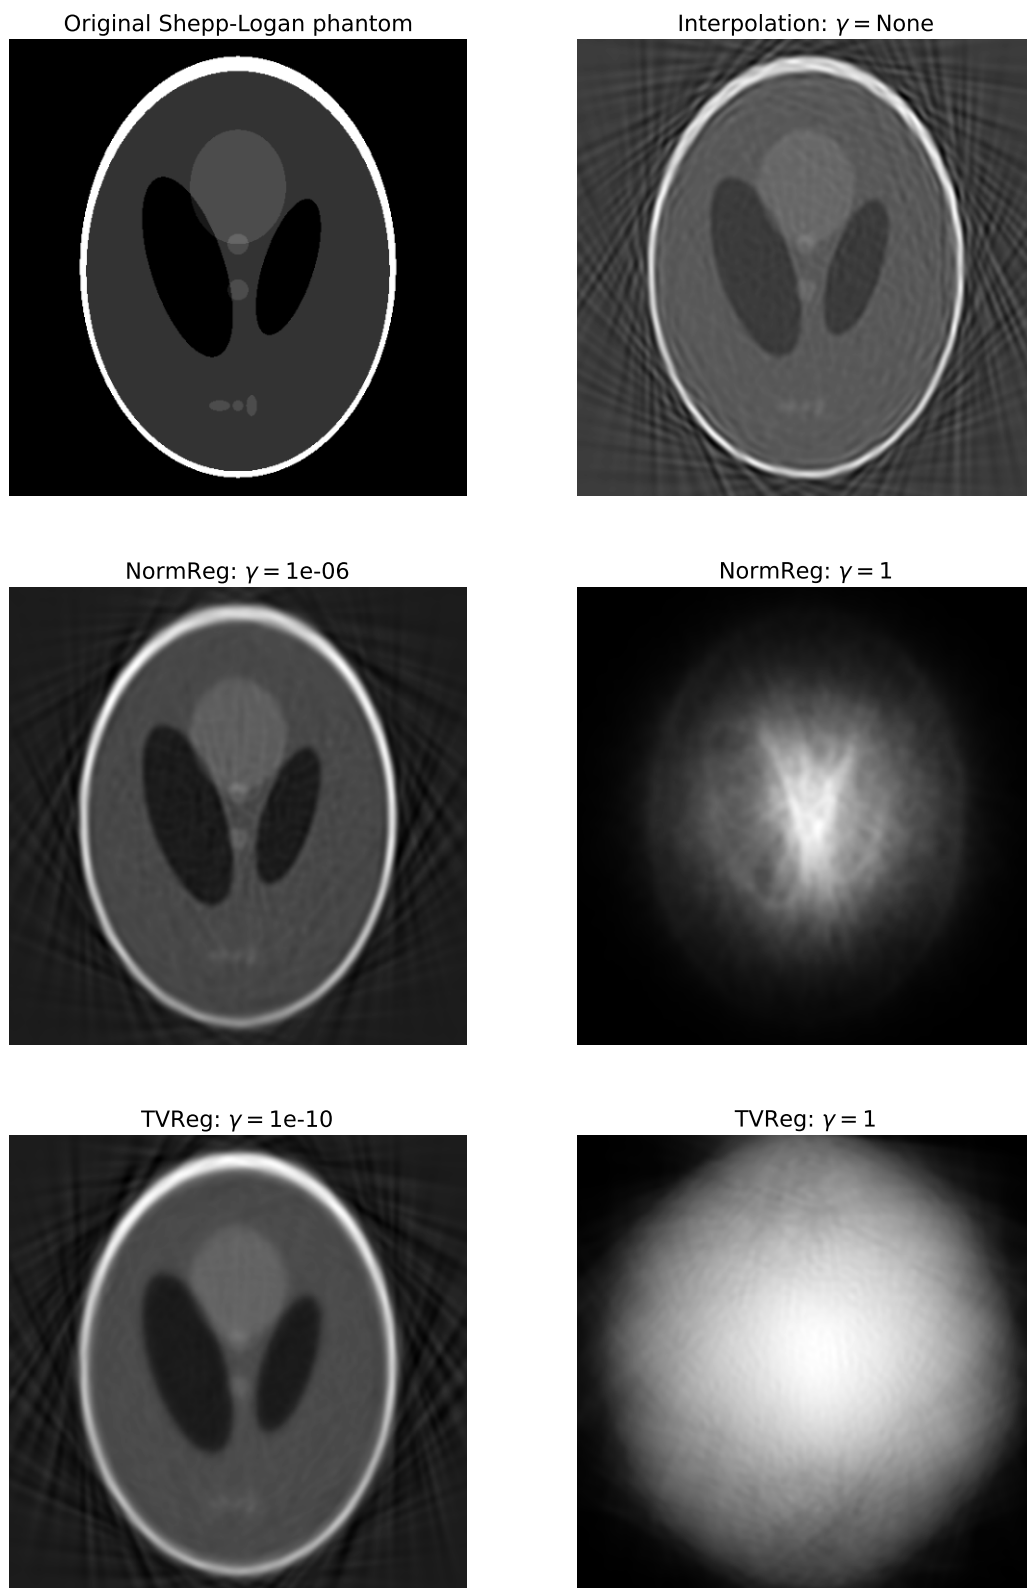 Original Shepp-Logan phantom
Interpolation: γ = None
NormReg: γ = 1e-06
NormReg: γ = 1
TVReg: γ = 1e-10
TVReg: γ = 1